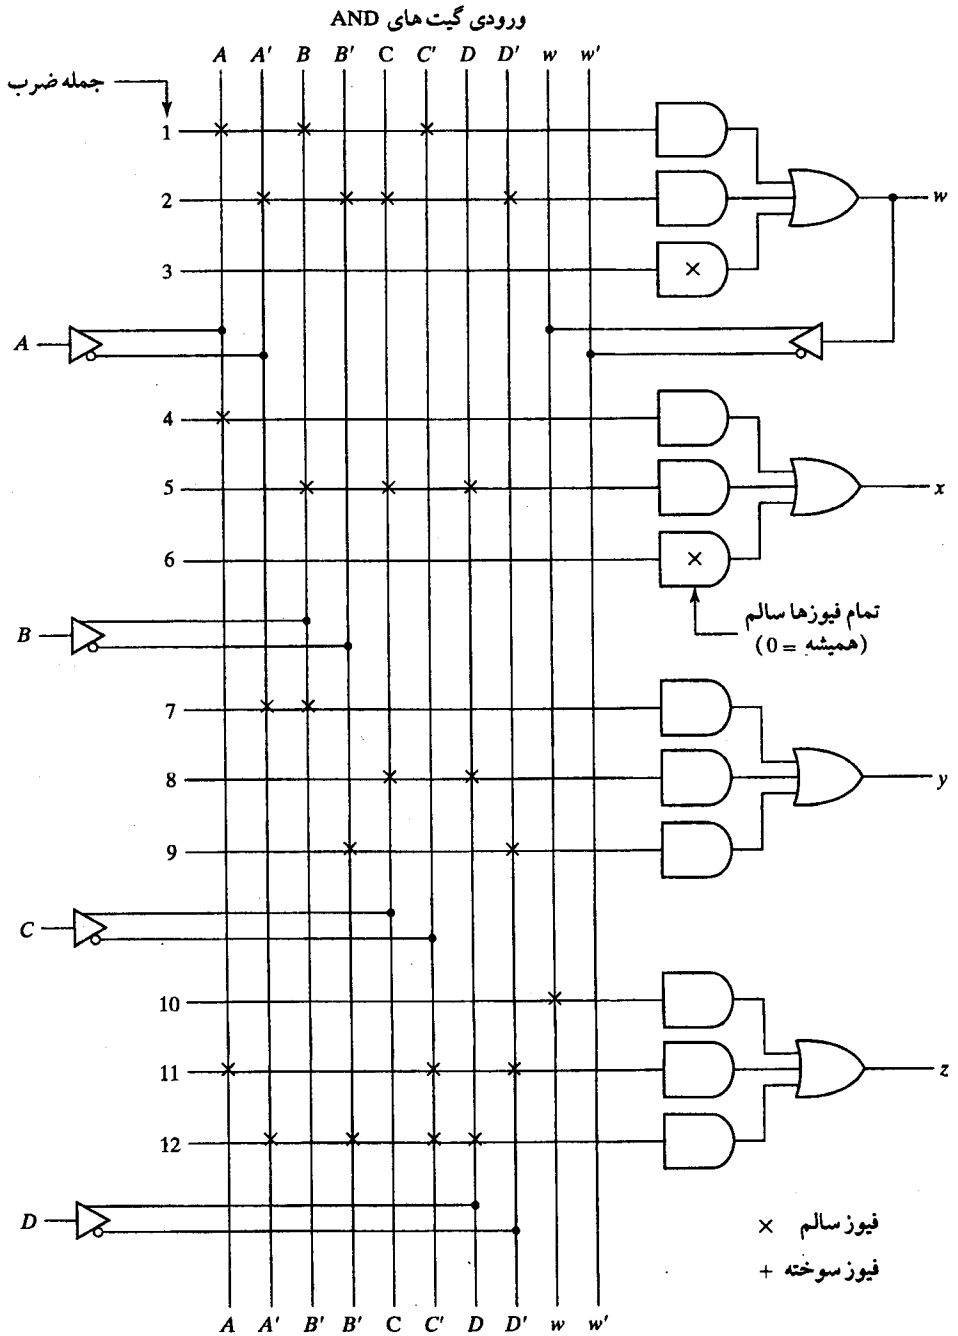 ورودی گیت های AND
A A' B B' C C' D D' w w'
جمله ضرب
1
2
w
3
A
4
5
x
6
تمام فیوزها سالم
(همیشه = 0)
B
7
8
y
9
C
10
11
z
12
D
× فیوز سالم
+ فیوز سوخته
A A' B' B' C C' D D' w w'